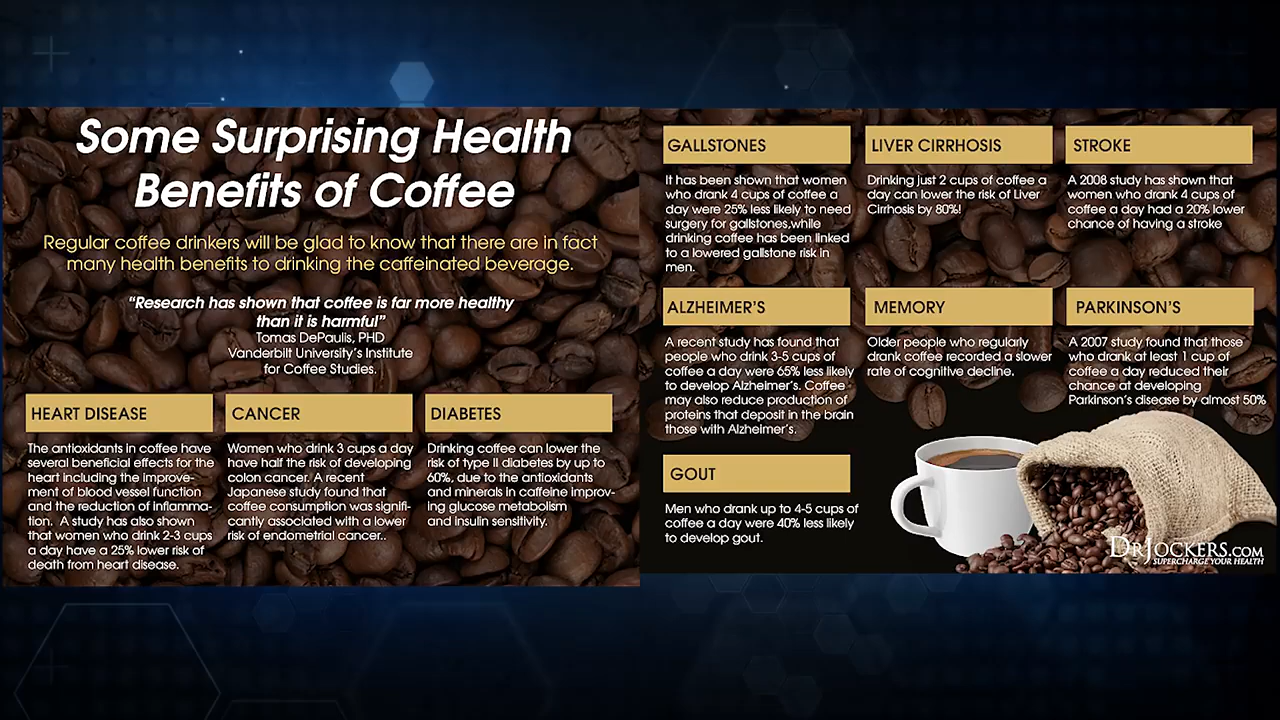 Some Surprising Health
Benefits of Coffee
Regular coffee drinkers will be glad to know that there are in fact
many health benefits to drinking the caffeinated beverage.
“Research has shown that coffee is far more healthy
than it is harmful”
Tomas DePaulis, PHD
Vanderbilt University’s Institute
for Coffee Studies.
HEART DISEASE
The antioxidants in coffee have
several beneficial effects for the
heart including the improve-
ment of blood vessel function
and the reduction of inflamma-
tion. A study has also shown
that women who drink 2-3 cups
a day have a 25% lower risk of
death from heart disease.
CANCER
Women who drink 3 cups a day
have half the risk of developing
colon cancer. A recent
Japanese study found that
coffee consumption was signifi-
cantly associated with a lower
risk of endometrial cancer..
DIABETES
Drinking coffee can lower the
risk of type II diabetes by up to
60%, due to the antioxidants
and minerals in caffeine improv-
ing glucose metabolism
and insulin sensitivity.
GALLSTONES
It has been shown that women
who drank 4 cups of coffee a
day were 25% less likely to need
surgery for gallstones,while
drinking coffee has been linked
to a lowered gallstone risk in
men.
LIVER CIRRHOSIS
Drinking just 2 cups of coffee a
day can lower the risk of Liver
Cirrhosis by 80%!
STROKE
A 2008 study has shown that
women who drank 4 cups of
coffee a day had a 20% lower
chance of having a stroke
ALZHEIMER’S
A recent study has found that
people who drink 3-5 cups of
coffee a day were 65% less likely
to develop Alzheimer’s. Coffee
may also reduce production of
proteins that deposit in the brain
those with Alzheimer’s.
MEMORY
Older people who regularly
drank coffee recorded a slower
rate of cognitive decline.
PARKINSON’S
A 2007 study found that those
who drank at least 1 cup of
coffee a day reduced their
chance at developing
Parkinson’s disease by almost 50%
GOUT
Men who drank up to 4-5 cups of
coffee a day were 40% less likely
to develop gout.
DRJOCKERS.COM
SUPERCHARGE YOUR HEALTH